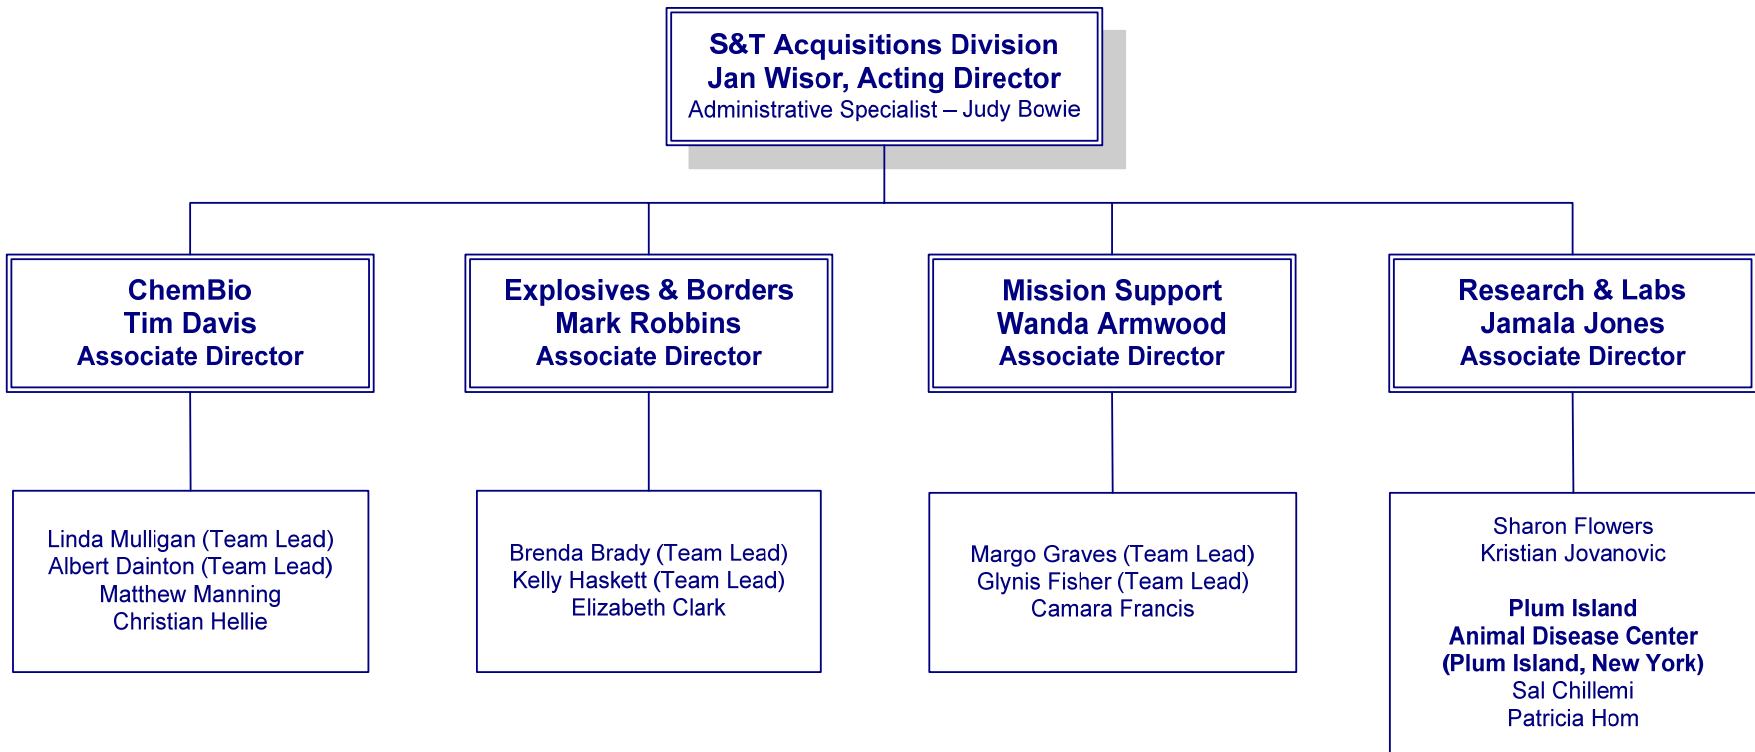 S&T Acquisitions Division
Jan Wisor, Acting Director
Administrative Specialist – Judy Bowie
ChemBio
Tim Davis
Associate Director
Explosives & Borders
Mark Robbins
Associate Director
Mission Support
Wanda Armwood
Associate Director
Research & Labs
Jamala Jones
Associate Director
Linda Mulligan (Team Lead)
Albert Dainton (Team Lead)
Matthew Manning
Christian Hellie
Brenda Brady (Team Lead)
Kelly Haskett (Team Lead)
Elizabeth Clark
Margo Graves (Team Lead)
Glynis Fisher (Team Lead)
Camara Francis
Sharon Flowers
Kristian Jovanovic
Plum Island
Animal Disease Center
(Plum Island, New York)
Sal Chillemi
Patricia Hom